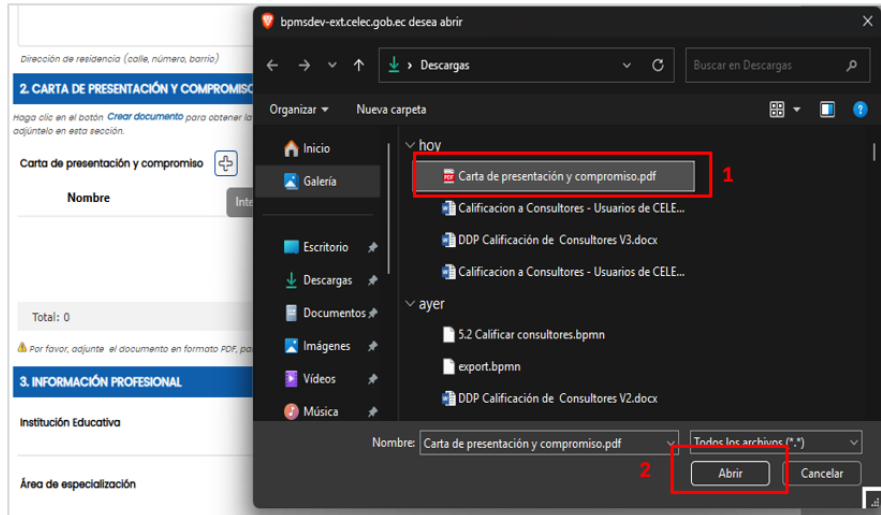 Dirección de residencia (calle, número, barrio)
2. CARTA DE PRESENTACIÓN Y COMPROMISO
Haga clic en el botón Crear documento para obtener la
adjúntelo en esta sección.
Carta de presentación y compromiso
Nombre
Inte
Total: 0
Por favor, adjunte el documento en formato PDF, pa
3. INFORMACIÓN PROFESIONAL
Institución Educativa
Área de especialización
bpmsdev-ext.celec.gob.ec desea abrir
Descargas
Buscar en Descargas
Organizar
Nueva carpeta
Inicio
Galería
Escritorio
Descargas
Documentos
Imágenes
Vídeos
Música
hoy
Carta de presentación y compromiso.pdf
1
Calificacion a Consultores - Usuarios de CELE...
DDP Calificación de Consultores V3.docx
Calificacion a Consultores - Usuarios de CELE...
ayer
5.2 Calificar consultores.bpmn
export.bpmn
DDP Calificación de Consultores V2.docx
Nombre: Carta de presentación y compromiso.pdf
Todos los archivos (*.*)
2
Abrir
Cancelar